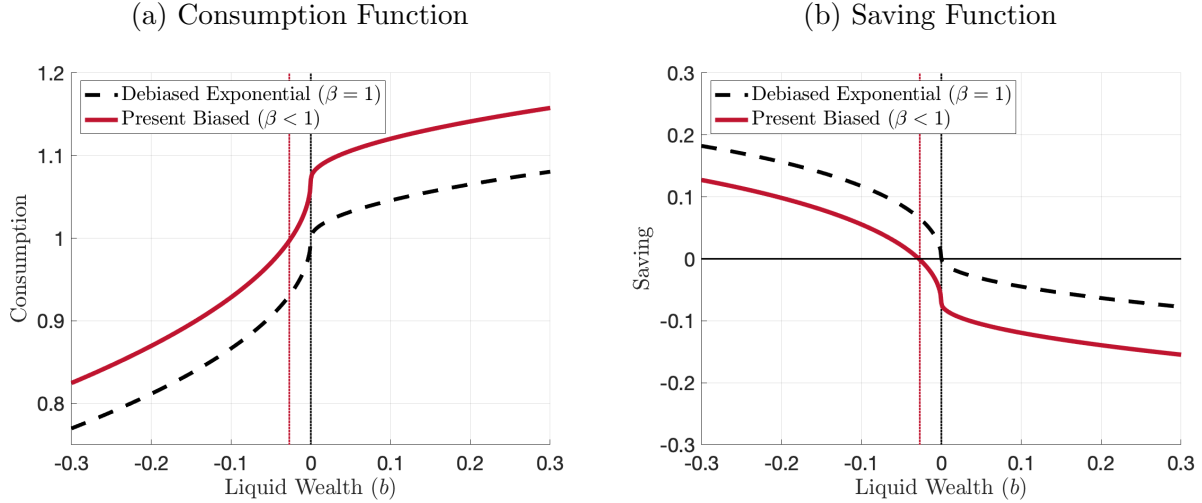 (a) Consumption Function
1.2
1.1
1
0.9
0.8
Consumption
Debiased Exponential (β = 1)
Present Biased (β < 1)
-0.3 -0.2 -0.1 0 0.1 0.2 0.3
Liquid Wealth (b)
(b) Saving Function
0.3
0.2
0.1
0
-0.1
-0.2
-0.3
Saving
Debiased Exponential (β = 1)
Present Biased (β < 1)
-0.3 -0.2 -0.1 0 0.1 0.2 0.3
Liquid Wealth (b)